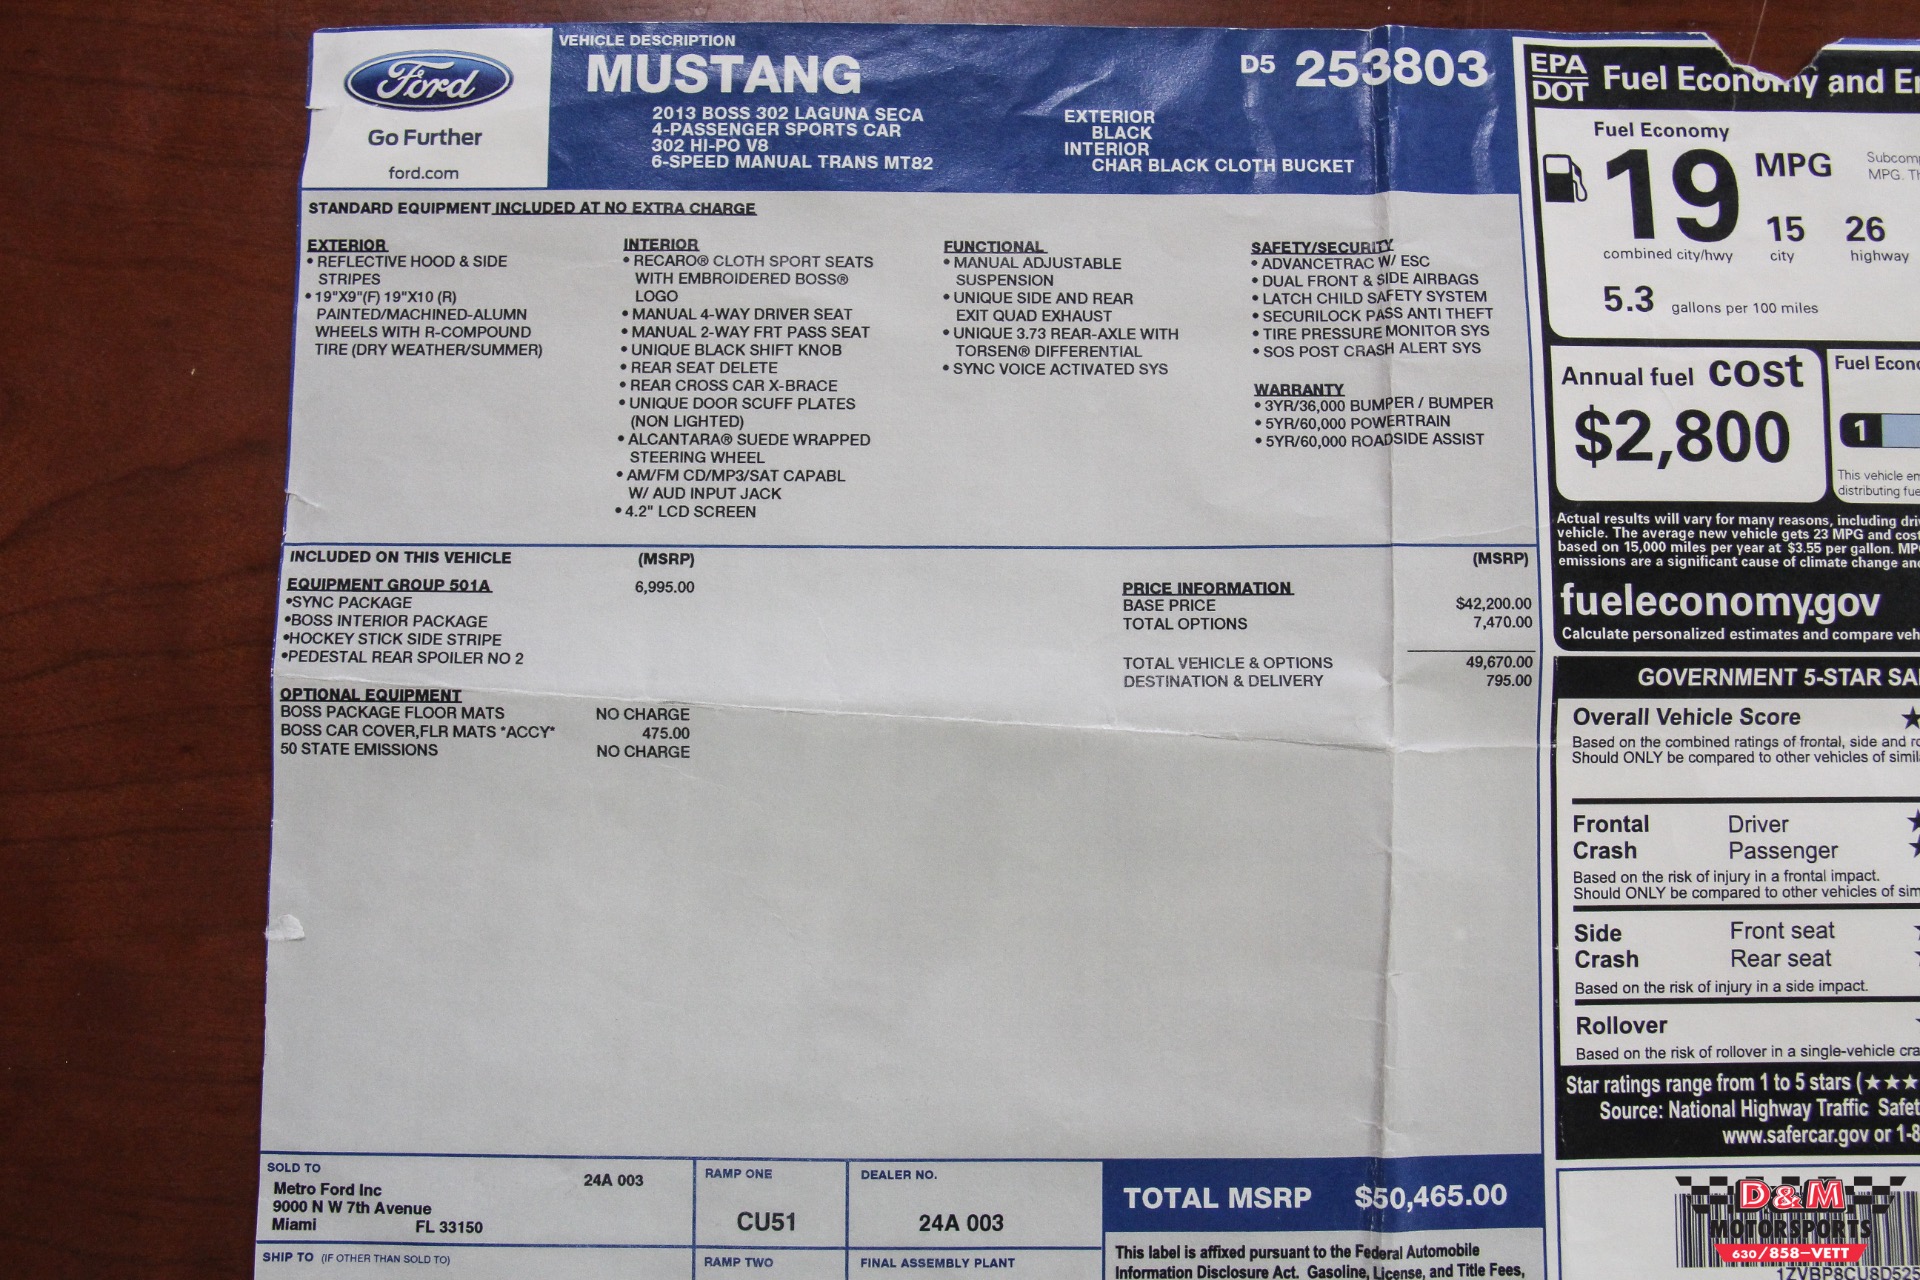 Ford
Go Further
ford.com
VEHICLE DESCRIPTION
MUSTANG
2013 BOSS 302 LAGUNA SECA
4-PASSENGER SPORTS CAR
302 HI-PO V8
6-SPEED MANUAL TRANS MT82
D5 253803
EXTERIOR
BLACK
INTERIOR
CHAR BLACK CLOTH BUCKET
STANDARD EQUIPMENT INCLUDED AT NO EXTRA CHARGE
EXTERIOR
• REFLECTIVE HOOD & SIDE
STRIPES
• 19"X9"(F) 19"X10 (R)
PAINTED/MACHINED-ALUMN
WHEELS WITH R-COMPOUND
TIRE (DRY WEATHER/SUMMER)
INTERIOR
• RECARO® CLOTH SPORT SEATS
WITH EMBROIDERED BOSS®
LOGO
• MANUAL 4-WAY DRIVER SEAT
• MANUAL 2-WAY FRT PASS SEAT
• UNIQUE BLACK SHIFT KNOB
• REAR SEAT DELETE
• REAR CROSS CAR X-BRACE
• UNIQUE DOOR SCUFF PLATES
(NON LIGHTED)
• ALCANTARA® SUEDE WRAPPED
STEERING WHEEL
• AM/FM CD/MP3/SAT CAPABL
W/ AUD INPUT JACK
• 4.2" LCD SCREEN
FUNCTIONAL
• MANUAL ADJUSTABLE
SUSPENSION
• UNIQUE SIDE AND REAR
EXIT QUAD EXHAUST
• UNIQUE 3.73 REAR-AXLE WITH
TORSEN® DIFFERENTIAL
• SYNC VOICE ACTIVATED SYS
SAFETY/SECURITY
• ADVANCETRAC W/ ESC
• DUAL FRONT & SIDE AIRBAGS
• LATCH CHILD SAFETY SYSTEM
• SECURILOCK PASS ANTI THEFT
• TIRE PRESSURE MONITOR SYS
• SOS POST CRASH ALERT SYS
WARRANTY
• 3YR/36,000 BUMPER / BUMPER
• 5YR/60,000 POWERTRAIN
• 5YR/60,000 ROADSIDE ASSIST
INCLUDED ON THIS VEHICLE (MSRP)
EQUIPMENT GROUP 501A 6,995.00
•SYNC PACKAGE
•BOSS INTERIOR PACKAGE
•HOCKEY STICK SIDE STRIPE
•PEDESTAL REAR SPOILER NO 2
OPTIONAL EQUIPMENT
BOSS PACKAGE FLOOR MATS NO CHARGE
BOSS CAR COVER,FLR MATS *ACCY* 475.00
50 STATE EMISSIONS NO CHARGE
(MSRP)
PRICE INFORMATION
BASE PRICE $42,200.00
TOTAL OPTIONS 7,470.00
TOTAL VEHICLE & OPTIONS 49,670.00
DESTINATION & DELIVERY 795.00
SOLD TO
Metro Ford Inc 24A 003
9000 N W 7th Avenue
Miami FL 33150
RAMP ONE
CU51
DEALER NO.
24A 003
TOTAL MSRP $50,465.00
SHIP TO (IF OTHER THAN SOLD TO)
RAMP TWO
FINAL ASSEMBLY PLANT
This label is affixed pursuant to the Federal Automobile
Information Disclosure Act. Gasoline, License, and Title Fees,
EPA
DOT
Fuel Economy and
Fuel Economy
19 MPG
combined city/hwy
15
city
26
highway
MPG.
5.3 gallons per 100 miles
Annual fuel cost
$2,800
Fuel
1
This vehicle
distributing
Actual results will vary for many reasons, including
vehicle. The average new vehicle gets 23 MPG and
based on 15,000 miles per year at $3.55 per gallon.
emissions are a significant cause of climate change
fueleconomy.gov
Calculate personalized estimates and compare
GOVERNMENT 5-STAR
Overall Vehicle Score
Based on the combined ratings of frontal, side and
Should ONLY be compared to other vehicles of
Frontal Driver
Crash Passenger
Based on the risk of injury in a frontal impact.
Should ONLY be compared to other vehicles of
Side Front seat
Crash Rear seat
Based on the risk of injury in a side impact.
Rollover
Based on the risk of rollover in a single-vehicle
Star ratings range from 1 to 5 stars (★★★
Source: National Highway Traffic
www.safercar.gov or
D&M
MOTORSPORTS
630/858-VETT
1ZVBP8CU8D525